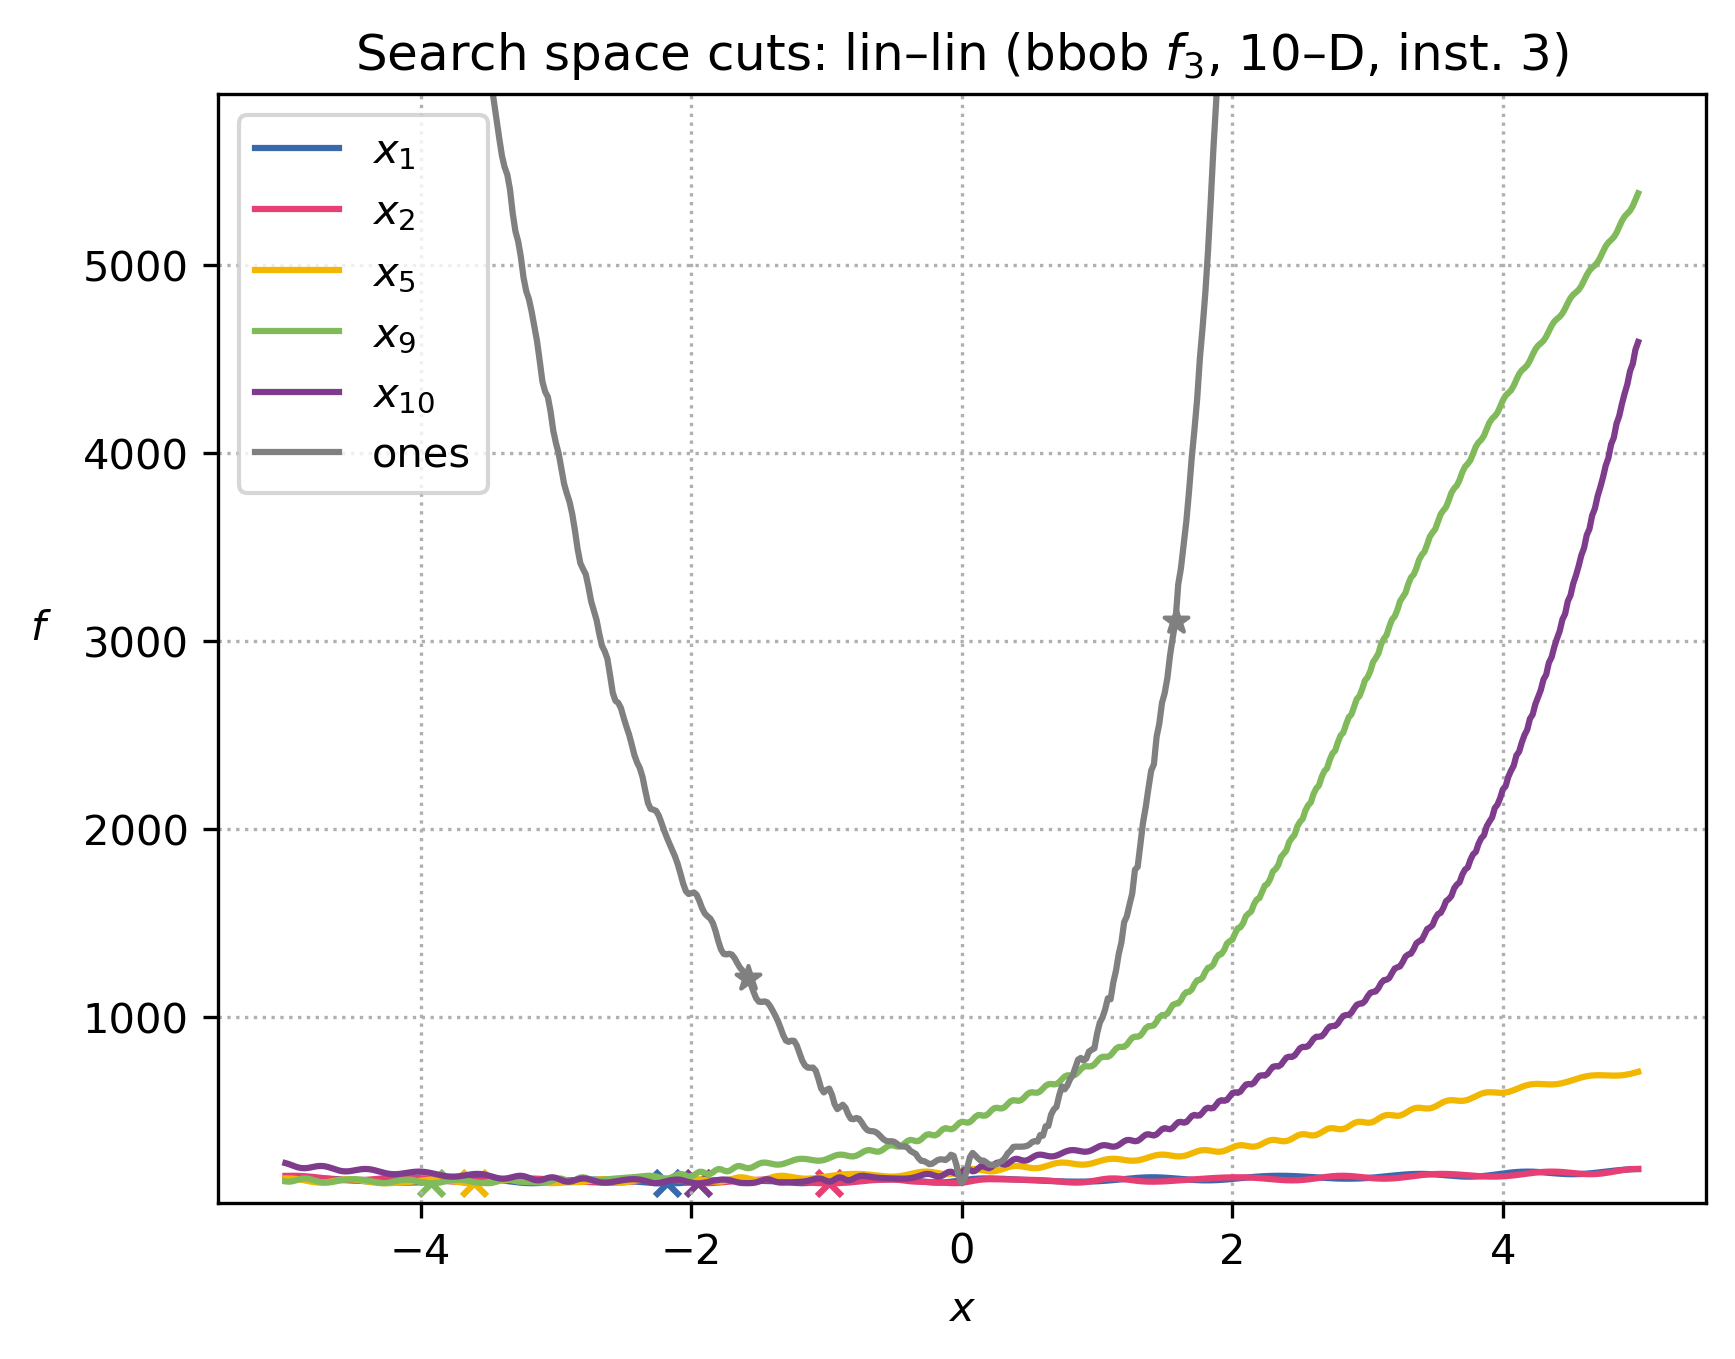 Search space cuts: lin–lin (bbob f₃, 10–D, inst. 3)
x₁
x₂
x₅
x₉
x₁₀
ones
5000
4000
3000
2000
1000
f
−4 −2 0 2 4
x